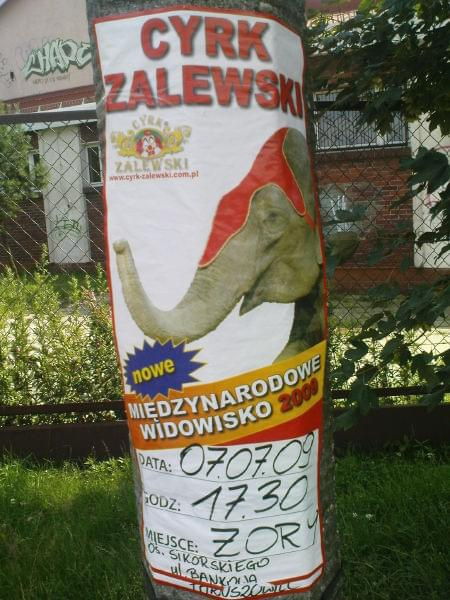 CYRK
ZALEWSKI
CYRK
ZALEWSKI
www.cyrk-zalewski.com.pl
nowe
MIĘDZYNARODOWE
WIDOWISKO 2009
DATA: 07.07.09
GODZ: 17.30
MIEJSCE: ŻORY
OS. SIKORSKIEGO